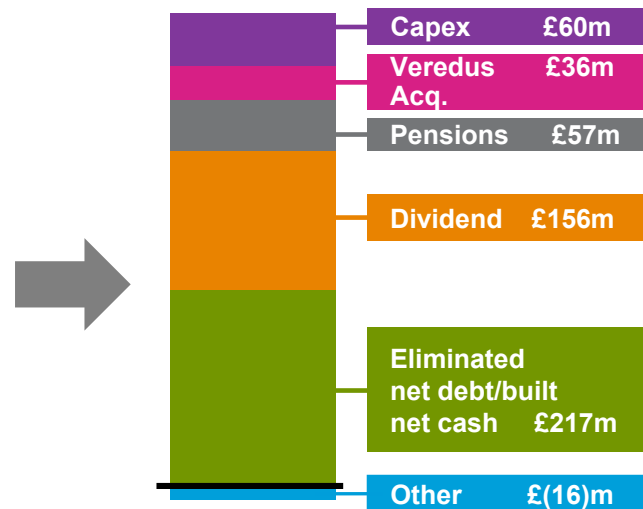 Capex £60m
Veredus £36m
Acq.
Pensions £57m
Dividend £156m
Eliminated
net debt/built
net cash £217m
Other £(16)m